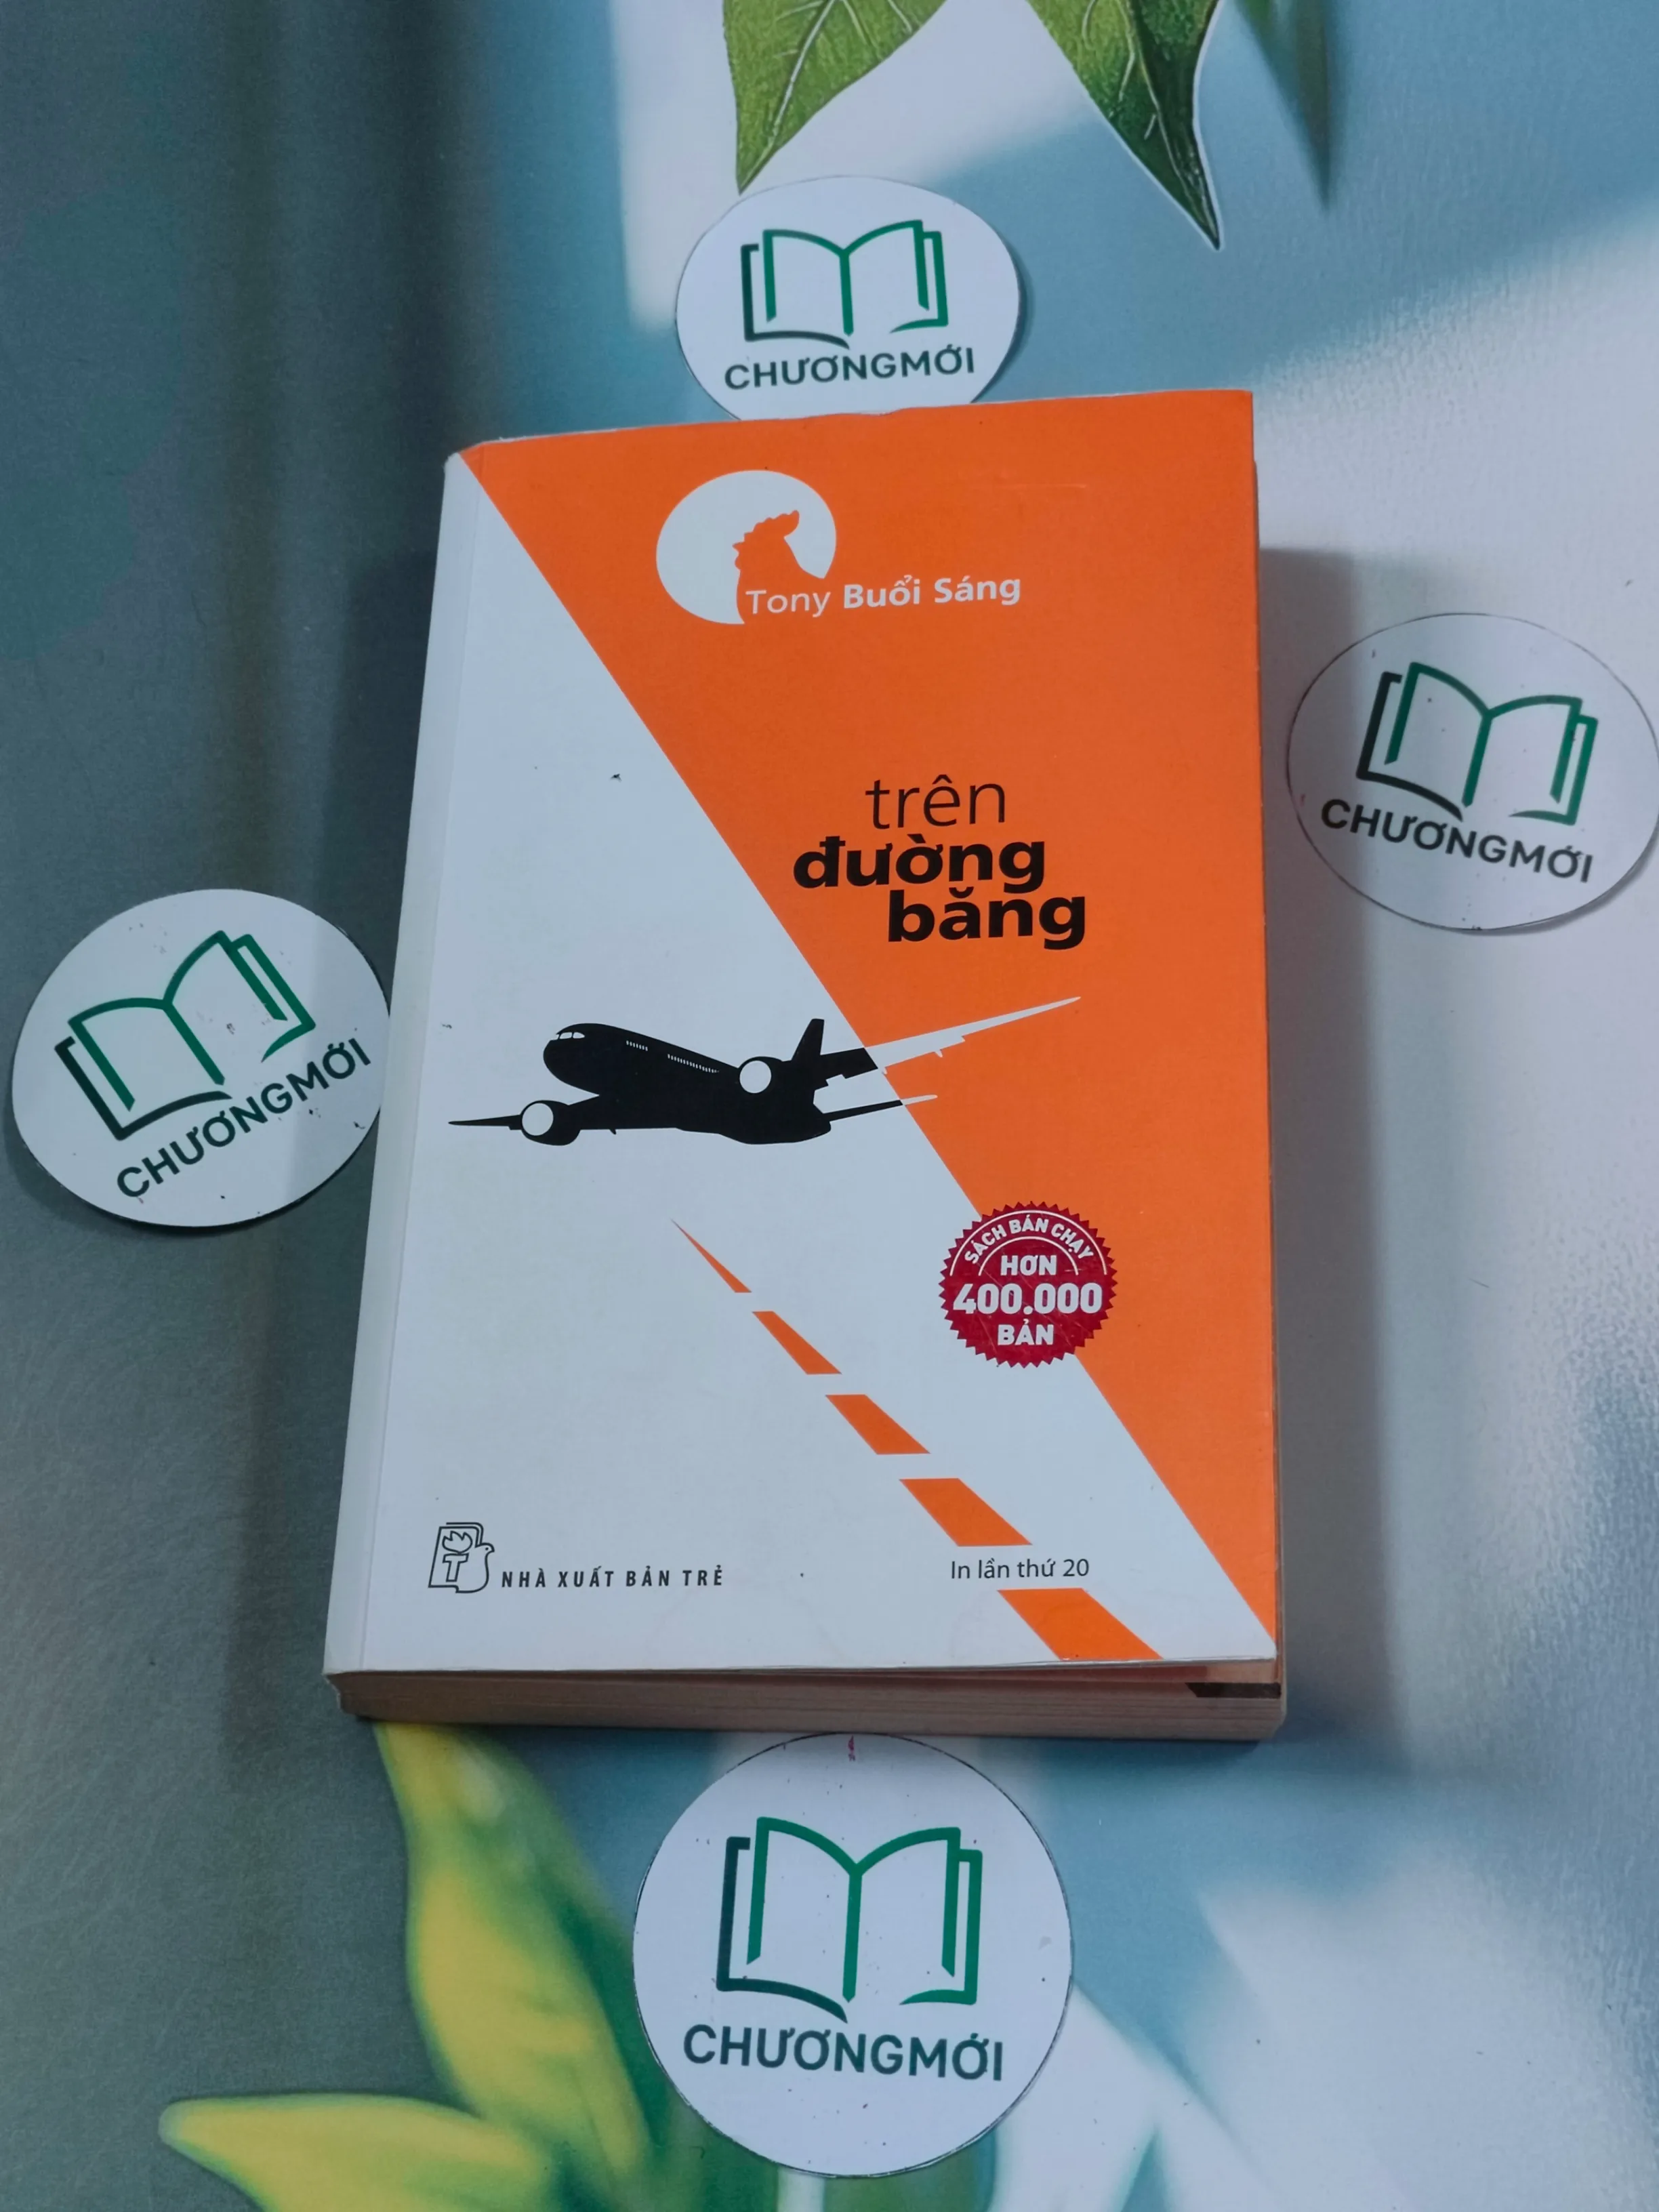 CHƯƠNGMỚI
Tony Buổi Sáng
trên
đường
băng
CHƯƠNGMỚI
CHƯƠNGMỚI
SÁCH BÁN CHẠY
HƠN
400.000
BẢN
T
NHÀ XUẤT BẢN TRẺ
In lần thứ 20
CHƯƠNGMỚI